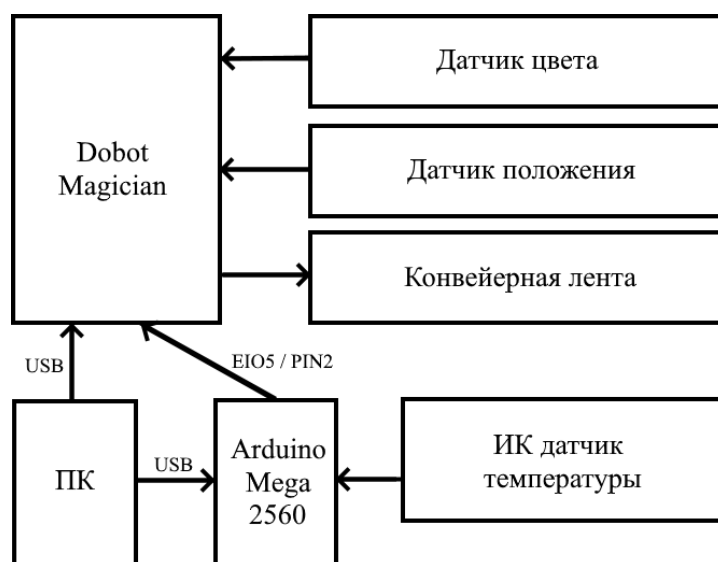 Датчик цвета
Dobot
Magician
Датчик положения
Конвейерная лента
USB
EIO5 / PIN2
ПК
USB
Arduino
Mega
2560
ИК датчик
температуры